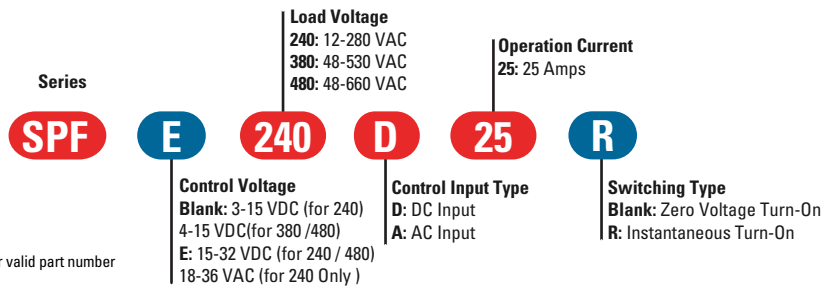 Load Voltage
240: 12-280 VAC
380: 48-530 VAC
480: 48-660 VAC
Operation Current
25: 25 Amps
Series
SPF E 240 D 25 R
Control Voltage
Blank: 3-15 VDC (for 240)
4-15 VDC(for 380 /480)
E: 15-32 VDC (for 240 / 480)
18-36 VAC (for 240 Only )
Control Input Type
D: DC Input
A: AC Input
Switching Type
Blank: Zero Voltage Turn-On
R: Instantaneous Turn-On
valid part number